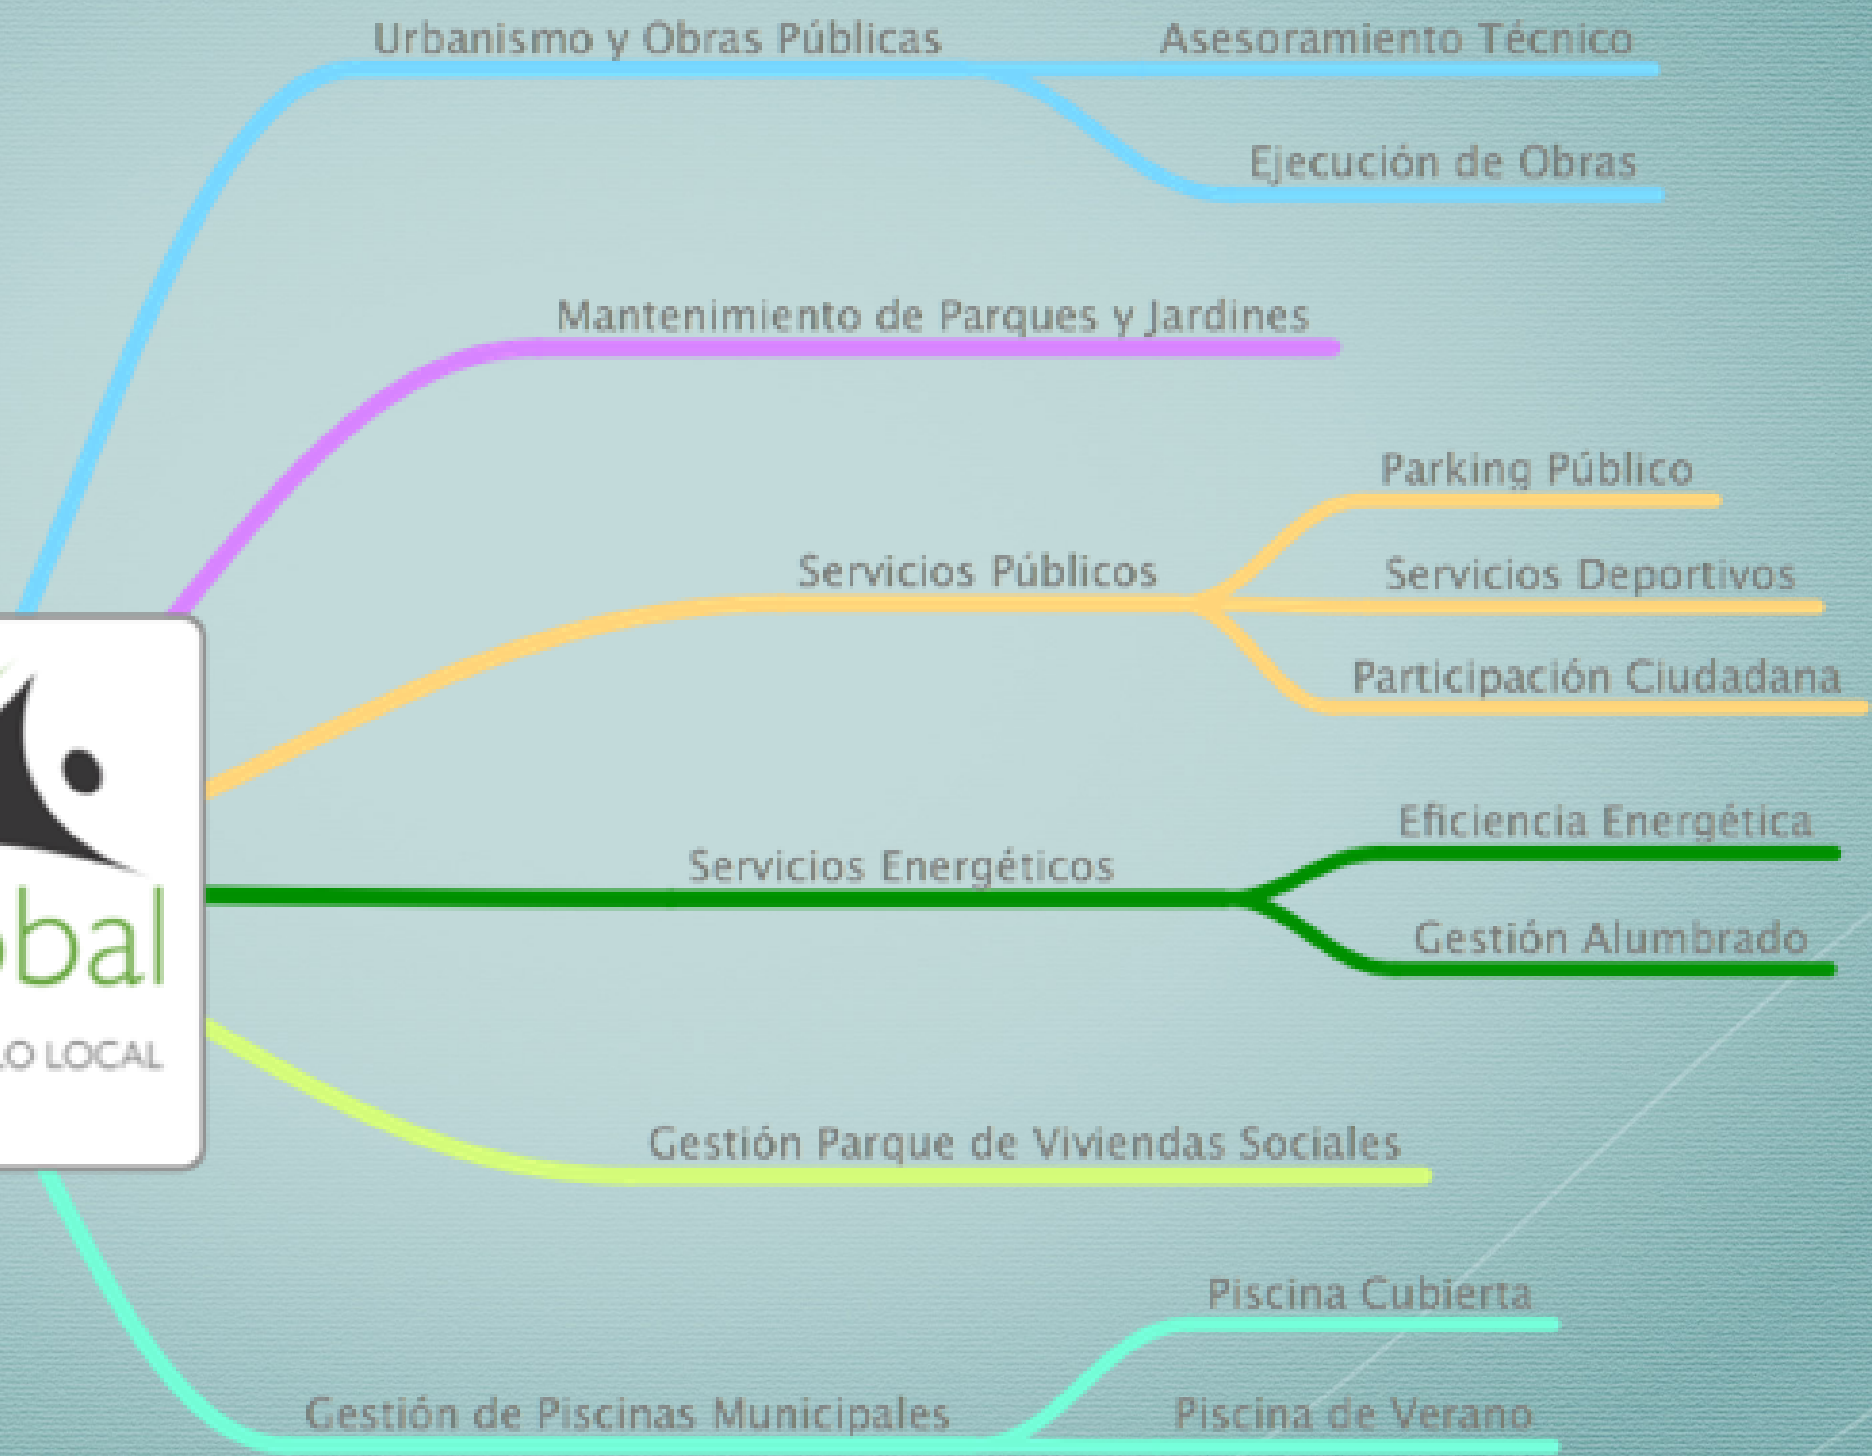 Urbanismo y Obras Públicas
Asesoramiento Técnico
Ejecución de Obras
Mantenimiento de Parques y Jardines
Parking Público
Servicios Públicos
Servicios Deportivos
Participación Ciudadana
Eficiencia Energética
Servicios Energéticos
Gestión Alumbrado
bal
LOCAL
Gestión Parque de Viviendas Sociales
Piscina Cubierta
Gestión de Piscinas Municipales
Piscina de Verano